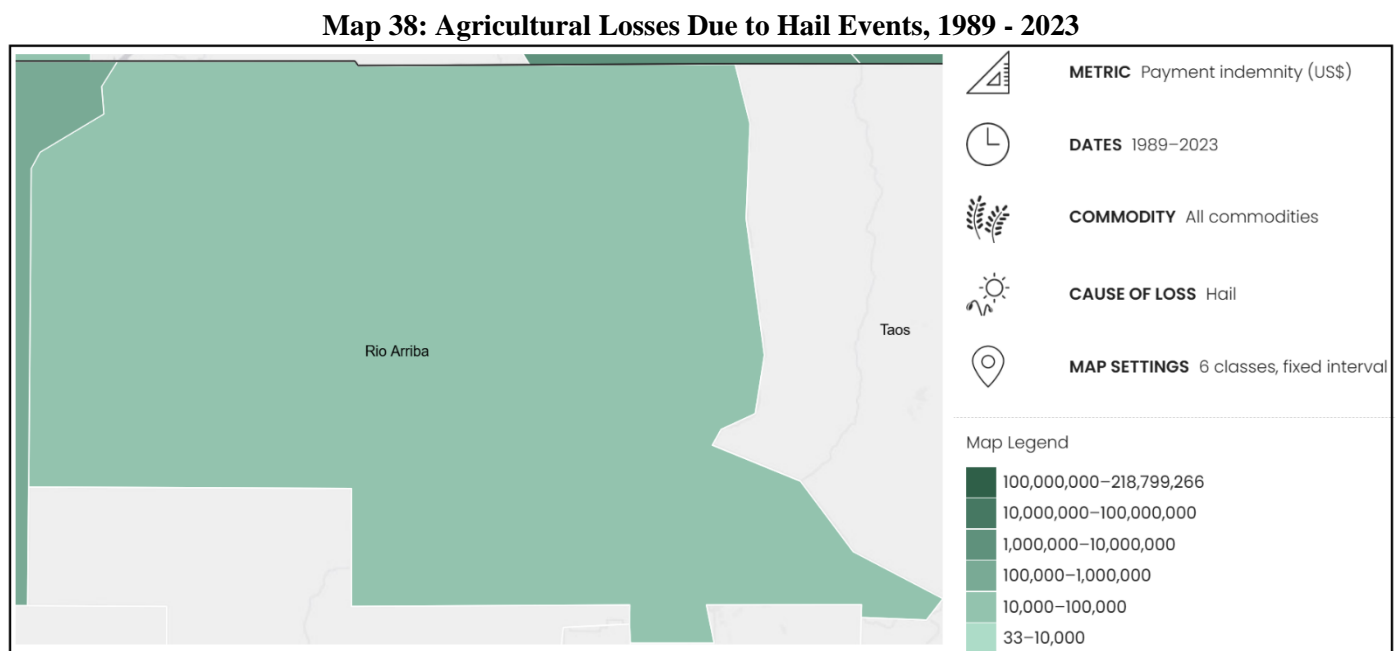 Map 38: Agricultural Losses Due to Hail Events, 1989 - 2023
METRIC Payment indemnity (US$)
DATES 1989–2023
COMMODITY All commodities
CAUSE OF LOSS Hail
MAP SETTINGS 6 classes, fixed interval
Rio Arriba
Taos
Map Legend
100,000,000–218,799,266
10,000,000–100,000,000
1,000,000–10,000,000
100,000–1,000,000
10,000–100,000
33–10,000